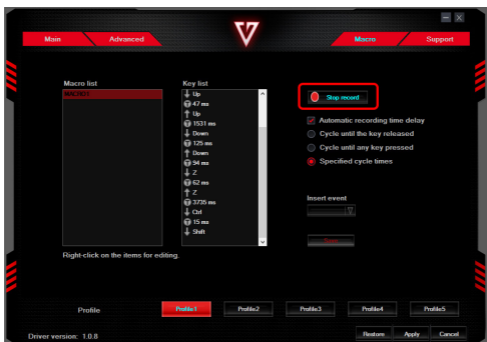 Main
Advanced
Macro
Support
Macro list
MACRO1
Key list
↓ Up
47 ms
↑ Up
1531 ms
↓ Down
125 ms
↑ Down
94 ms
↓ Z
62 ms
↑ Z
3735 ms
↓ Ctrl
15 ms
↓ Shift
Stop record
Automatic recording time delay
Cycle until the key released
Cycle until any key pressed
Specified cycle times
Insert event
Right-click on the items for editing.
Profile
Profile1
Profile2
Profile3
Profile4
Profile5
Driver version: 1.0.8
Restore
Apply
Cancel